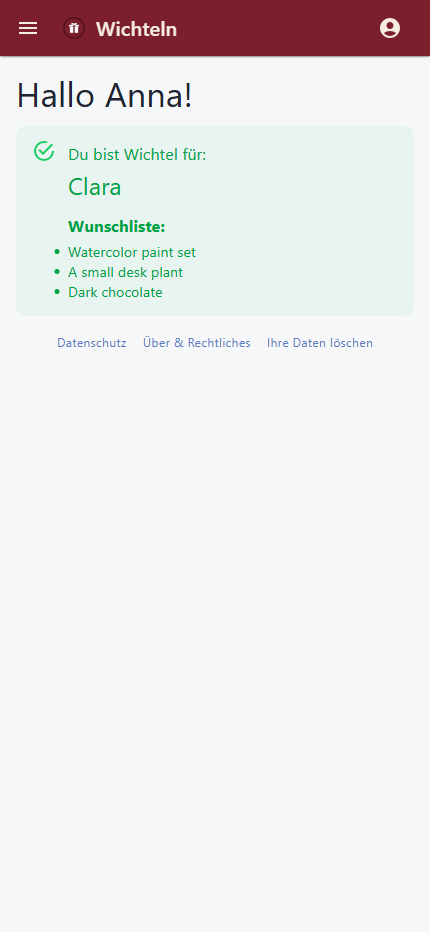 Wichteln
Hallo Anna!
Du bist Wichtel für:
Clara
Wunschliste:
Watercolor paint set
A small desk plant
Dark chocolate
Datenschutz Über & Rechtliches Ihre Daten löschen